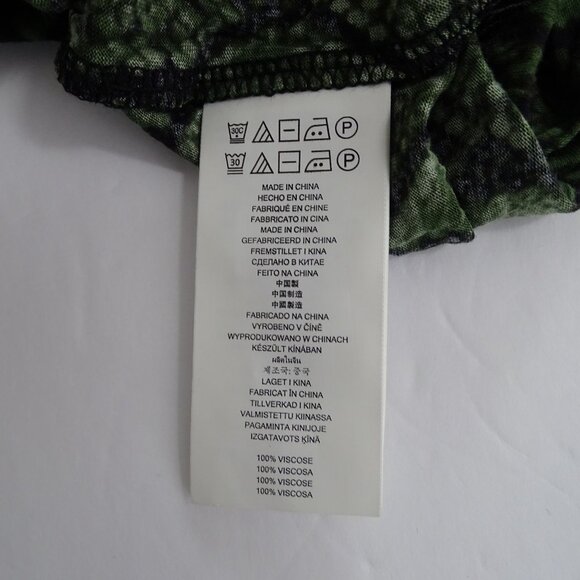 30C P
30 P
MADE IN CHINA
HECHO EN CHINA
FABRIQUÉ EN CHINE
FABBRICATO IN CINA
MADE IN CHINA
GEFABRICEERD IN CHINA
FREMSTILLET I KINA
СДЕЛАНО В КИТАЕ
FEITO NA CHINA
中国製
中国制造
中國製造
FABRICADO NA CHINA
VYROBENO V ČÍNĚ
WYPRODUKOWANO W CHINACH
KÉSZÜLT KÍNÁBAN
ผลิตในจีน
제조국: 중국
LAGET I KINA
FABRICAT ÎN CHINA
TILLVERKAD I KINA
VALMISTETTU KIINASSA
PAGAMINTA KINIJOJE
IZGATAVOTS ĶĪNĀ
100% VISCOSE
100% VISCOSA
100% VISCOSE
100% VISCOSA